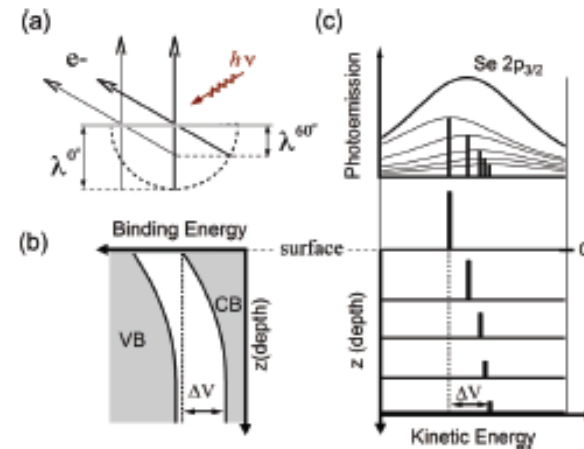 (a)
e-
hν
λ0°
λ60°
(b)
Binding Energy
VB
CB
ΔV
z(depth)
surface
(c)
Se 2p3/2
Photoemission
0
z (depth)
ΔV
Kinetic Energy